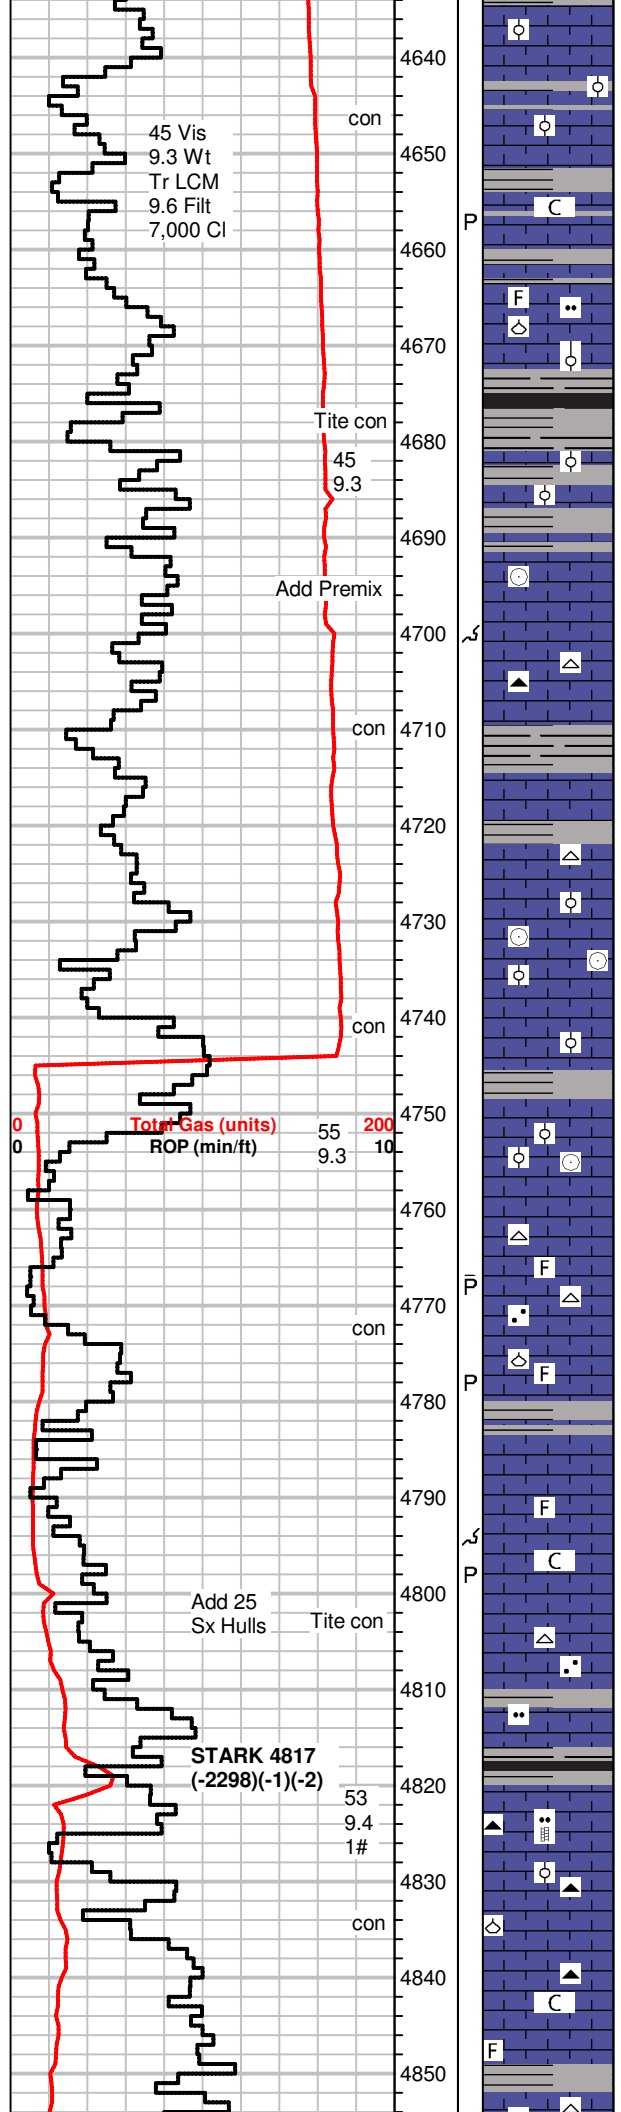 4640
con
45 Vis
9.3 Wt
Tr LCM
9.6 Filt
7,000 Cl
4650
C
P
4660
F
4670
Tite con
4680
45
9.3
4690
Add Premix
4700
con
4710
4720
4730
con
4740
4750
0 Total Gas (units) 200
0 ROP (min/ft) 10
55
9.3
4760
F
P
4770
con
F
4780
P
4790
F
C
P
4800
Add 25
Sx Hulls
Tite con
4810
STARK 4817
(-2298)(-1)(-2)
4820
53
9.4
1#
4830
con
4840
C
F
4850